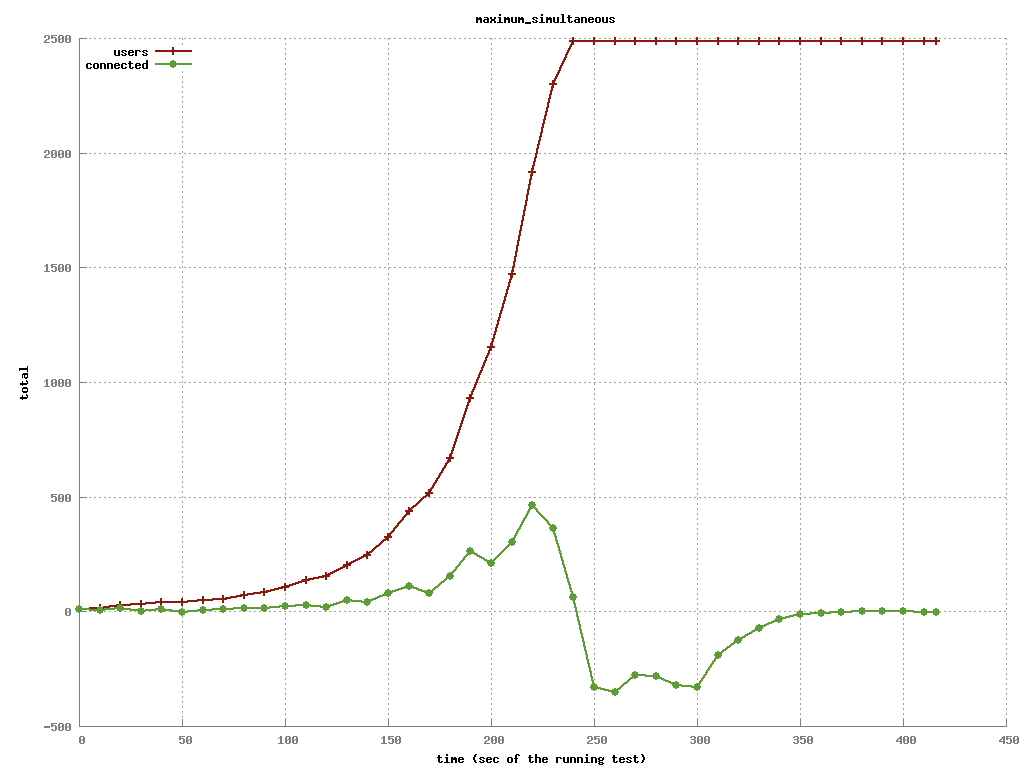 maximum_simultaneous
users
connected
2500
2000
1500
1000
500
0
-500
total
0 50 100 150 200 250 300 350 400 450
time (sec of the running test)